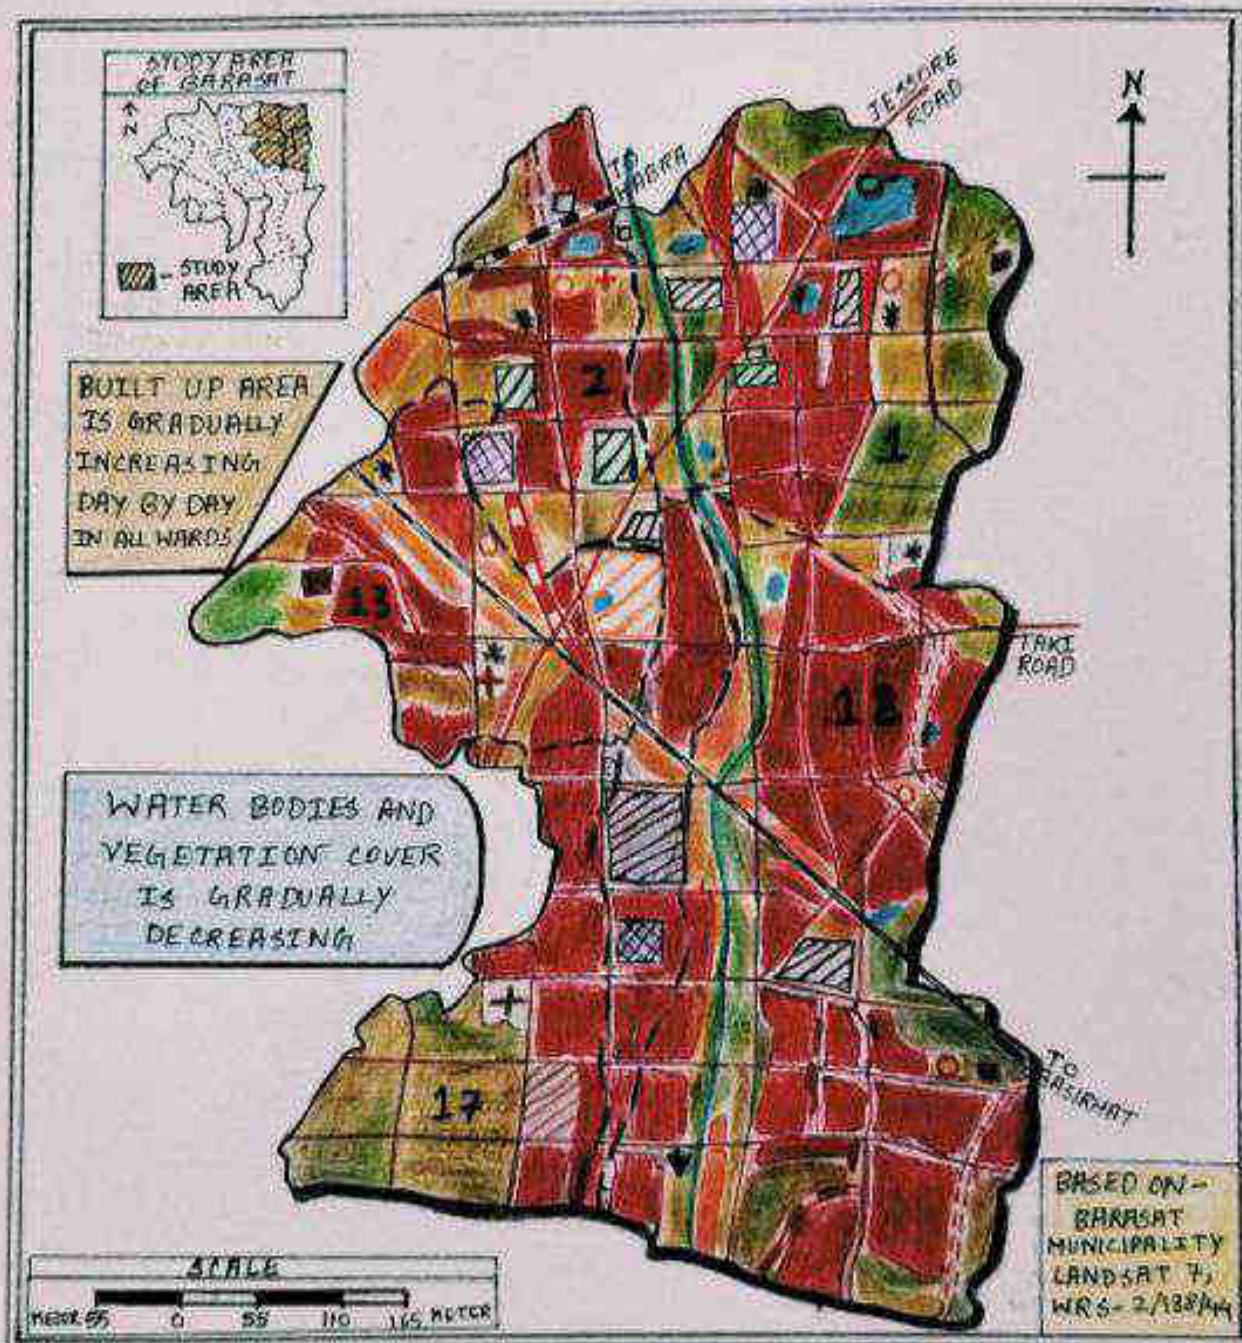 STUDY AREA
OF BARASAT
N
- STUDY
AREA
N
JESSORE
ROAD
TO
BUILT UP AREA
IS GRADUALLY
INCREASING
DAY BY DAY
IN ALL WARDS
2
1
13
TAKI
ROAD
18
WATER BODIES AND
VEGETATION COVER
IS GRADUALLY
DECREASING
17
TO
BASIRHAT
BASED ON-
BARASAT
MUNICIPALITY
LANDSAT 7,
WRS-2/138/44
SCALE
METER 55 0 55 110 165 METER